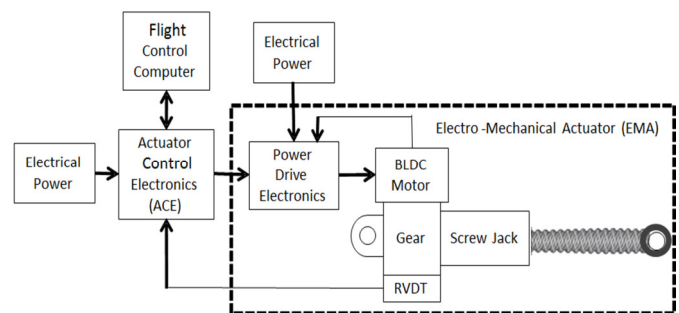 Flight
Control
Computer
Electrical
Power
Electro -Mechanical Actuator (EMA)
Electrical
Power
Actuator
Control
Electronics
(ACE)
Power
Drive
Electronics
BLDC
Motor
Gear
Screw Jack
RVDT